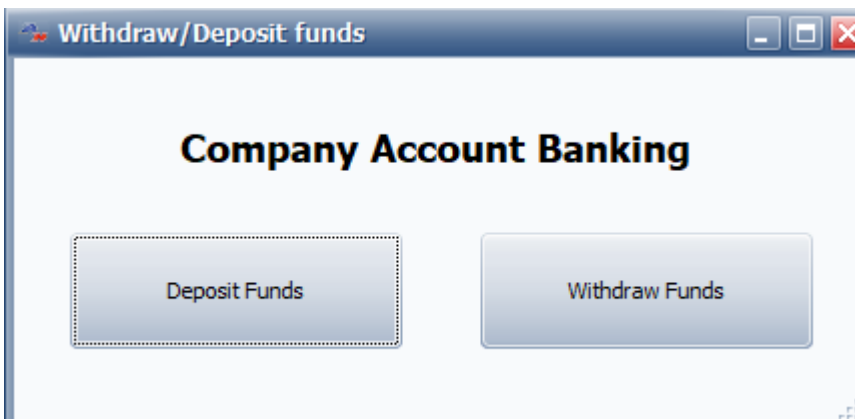 Withdraw/Deposit funds
Company Account Banking
Deposit Funds
Withdraw Funds